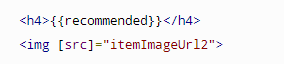 <h4>{{recommended}}</h4>
<img [src]="itemImageUrl2">